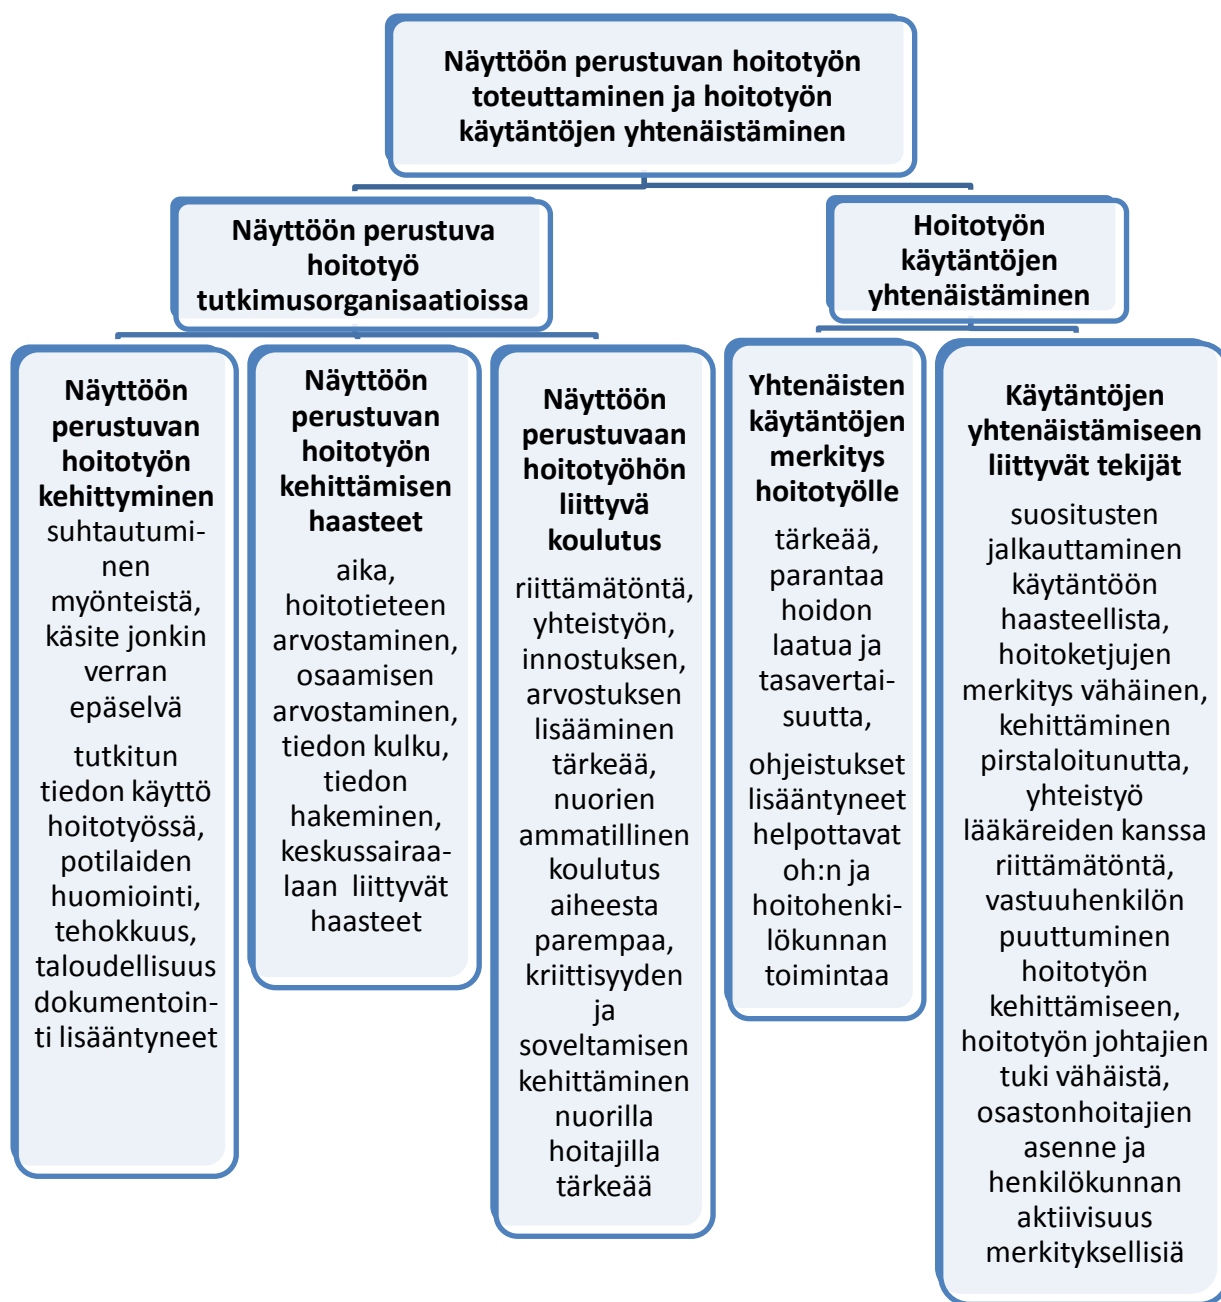 Näyttöön perustuvan hoitotyön
toteuttaminen ja hoitotyön
käytäntöjen yhtenäistäminen
Näyttöön perustuva
hoitotyö
tutkimusorganisaatioissa
Hoitotyön
käytäntöjen
yhtenäistäminen
Näyttöön
perustuvan
hoitotyön
kehittyminen
suhtautumi-
nen
myönteistä,
käsite jonkin
verran
epäselvä
tutkitun
tiedon käyttö
hoitotyössä,
potilaiden
huomiointi,
tehokkuus,
taloudellisuus
dokumentoin-
ti lisääntyneet
Näyttöön
perustuvan
hoitotyön
kehittämisen
haasteet
aika,
hoitotieteen
arvostaminen,
osaamisen
arvostaminen,
tiedon kulku,
tiedon
hakeminen,
keskussairaa-
laan liittyvät
haasteet
Näyttöön
perustuvaan
hoitotyöhön
liittyvä
koulutus
riittämätöntä,
yhteistyön,
innostuksen,
arvostuksen
lisääminen
tärkeää,
nuorien
ammatillinen
koulutus
aiheesta
parempaa,
kriittisyyden
ja
soveltamisen
kehittäminen
nuorilla
hoitajilla
tärkeää
Yhtenäisten
käytäntöjen
merkitys
hoitotyölle
tärkeää,
parantaa
hoidon
laatua ja
tasavertai-
suutta,
ohjeistukset
lisääntyneet
helpottavat
oh:n ja
hoitohenki-
lökunnan
toimintaa
Käytäntöjen
yhtenäistämiseen
liittyvät tekijät
suositusten
jalkauttaminen
käytäntöön
haasteellista,
hoitoketjujen
merkitys vähäinen,
kehittäminen
pirstaloitunutta,
yhteistyö
lääkäreiden kanssa
riittämätöntä,
vastuuhenkilön
puuttuminen
hoitotyön
kehittämiseen,
hoitotyön johtajien
tuki vähäistä,
osastonhoitajien
asenne ja
henkilökunnan
aktiivisuus
merkityksellisiä